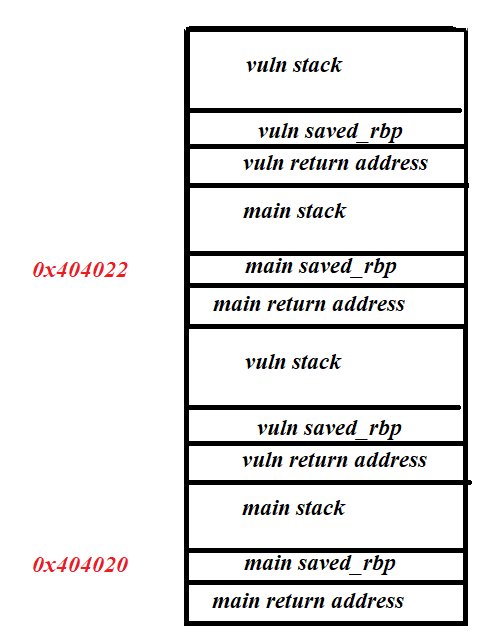 vuln stack
vuln saved_rbp
vuln return address
main stack
0x404022 main saved_rbp
main return address
vuln stack
vuln saved_rbp
vuln return address
main stack
0x404020 main saved_rbp
main return address